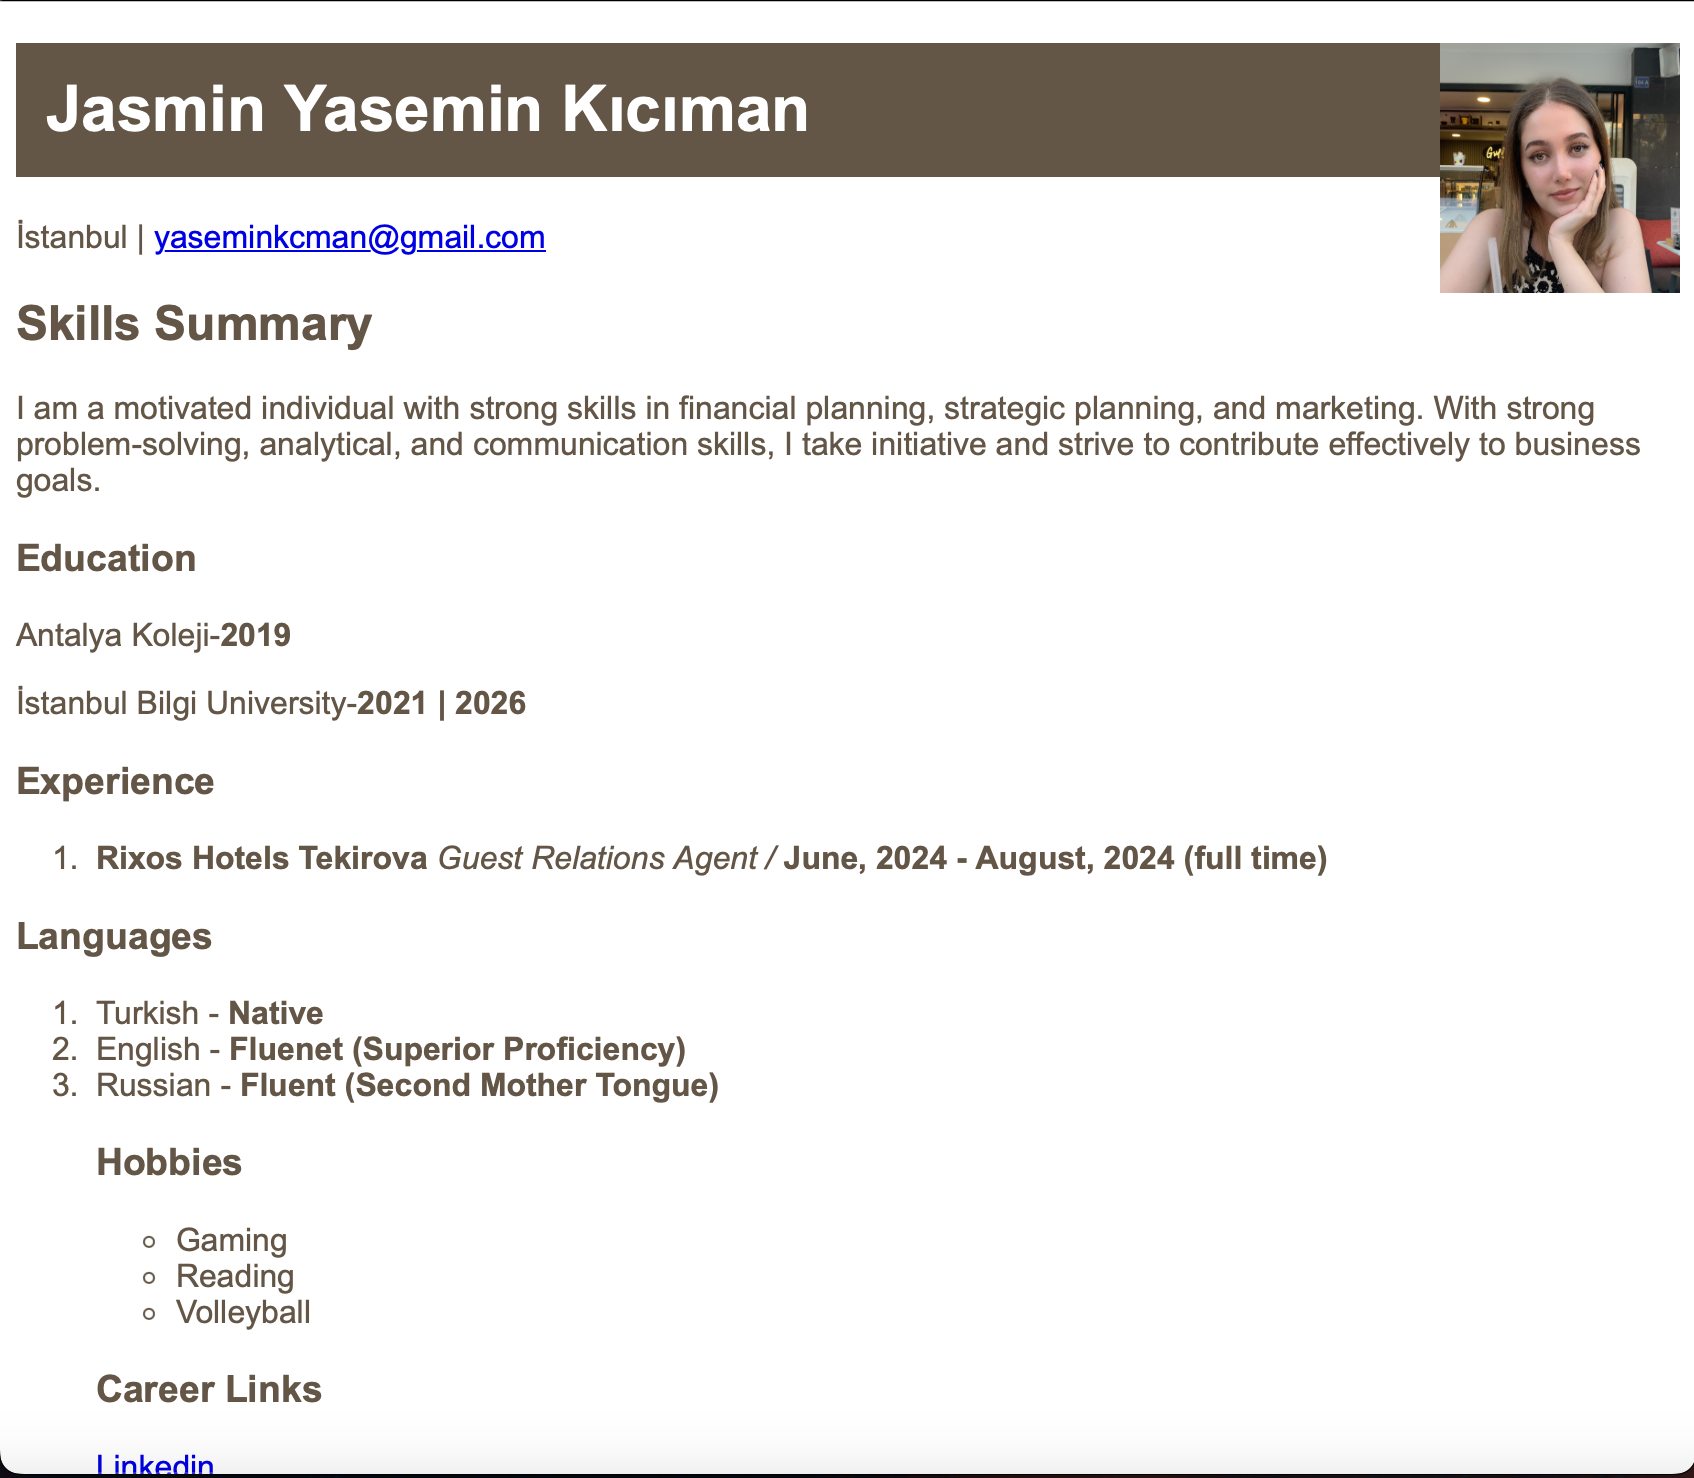 Jasmin Yasemin Kıcıman
İstanbul | yaseminkcman@gmail.com
Skills Summary
I am a motivated individual with strong skills in financial planning, strategic planning, and marketing. With strong
problem-solving, analytical, and communication skills, I take initiative and strive to contribute effectively to business
goals.
Education
Antalya Koleji-2019
İstanbul Bilgi University-2021 | 2026
Experience
1. Rixos Hotels Tekirova Guest Relations Agent / June, 2024 - August, 2024 (full time)
Languages
1. Turkish - Native
2. English - Fluenet (Superior Proficiency)
3. Russian - Fluent (Second Mother Tongue)
Hobbies
Gaming
Reading
Volleyball
Career Links
Linkedin